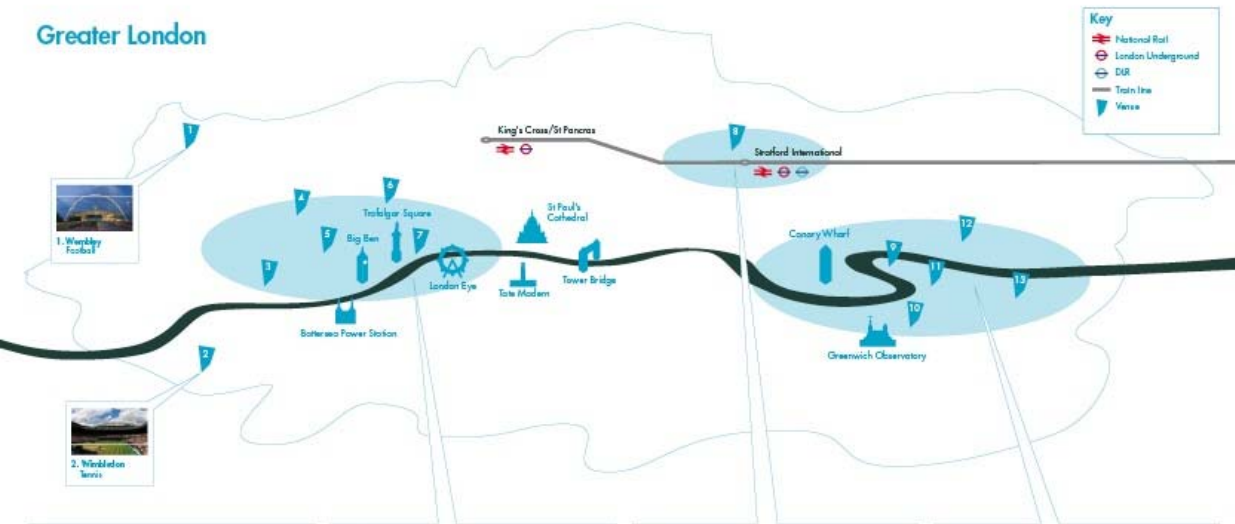 Greater London
Key
National Rail
London Underground
DLR
Train line
Venue
1
King's Cross/St Pancras
8
Stratford International
1. Wembley
Football
4
6
Trafalgar Square
5
Big Ben
7
St Paul's
Cathedral
3
London Eye
Tate Modern
Tower Bridge
Battersea Power Station
Canary Wharf
12
9
11
13
10
Greenwich Observatory
2
2. Wimbledon
Tennis